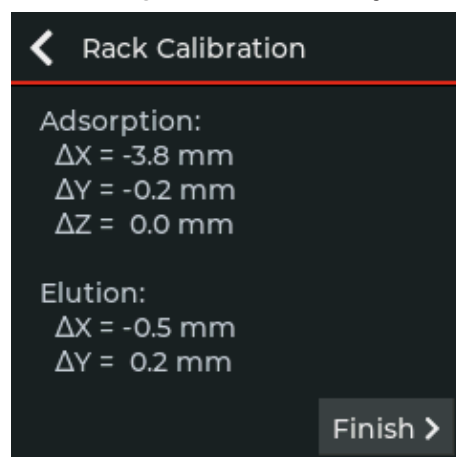 Rack Calibration
Adsorption:
ΔX = -3.8 mm
ΔY = -0.2 mm
ΔZ = 0.0 mm
Elution:
ΔX = -0.5 mm
ΔY = 0.2 mm
Finish >